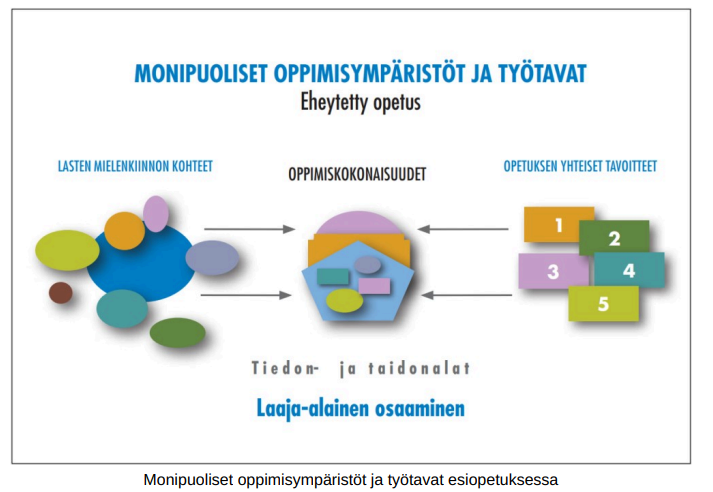 MONIPUOLISET OPPIMISYMPÄRISTÖT JA TYÖTAVAT
Eheytetty opetus
LASTEN MIELENKIINNON KOHTEET
OPPIMISKOKONAISUUDET
OPETUKSEN YHTEISET TAVOITTEET
1
2
3
4
5
Tiedon- ja taidonalat
Laaja-alainen osaaminen
Monipuoliset oppimisympäristöt ja työtavat esiopetuksessa